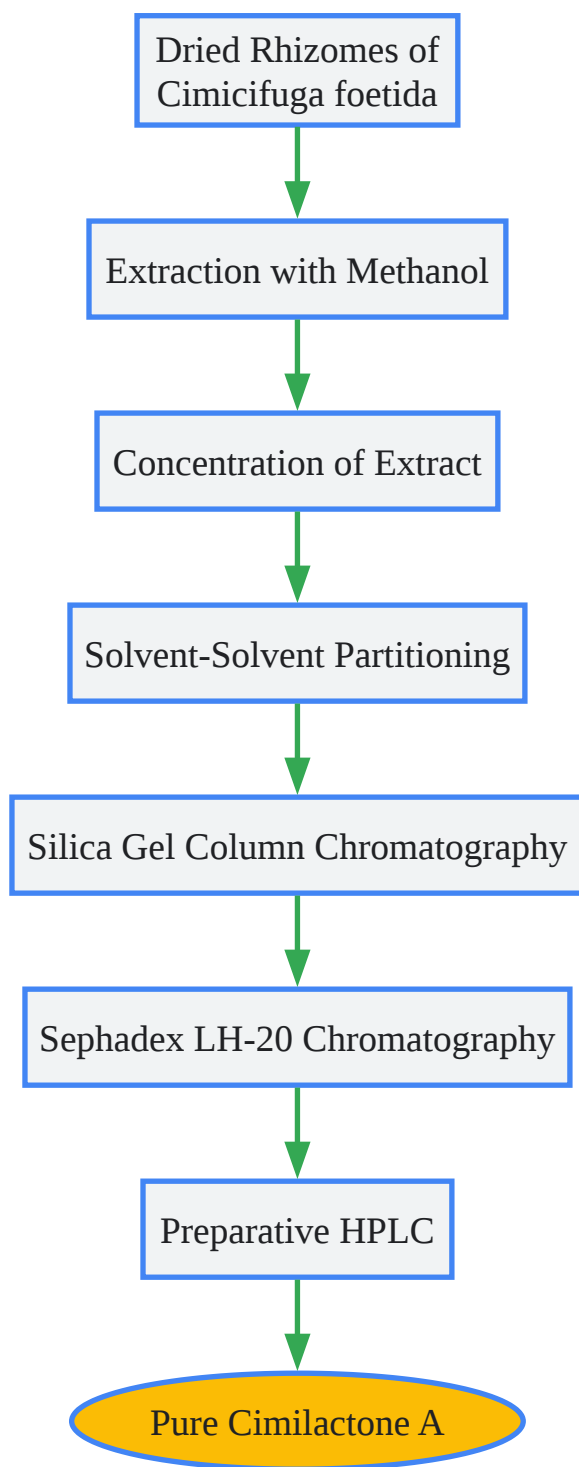 Dried Rhizomes of
Cimicifuga foetida
Extraction with Methanol
Concentration of Extract
Solvent-Solvent Partitioning
Silica Gel Column Chromatography
Sephadex LH-20 Chromatography
Preparative HPLC
Pure Cimilactone A